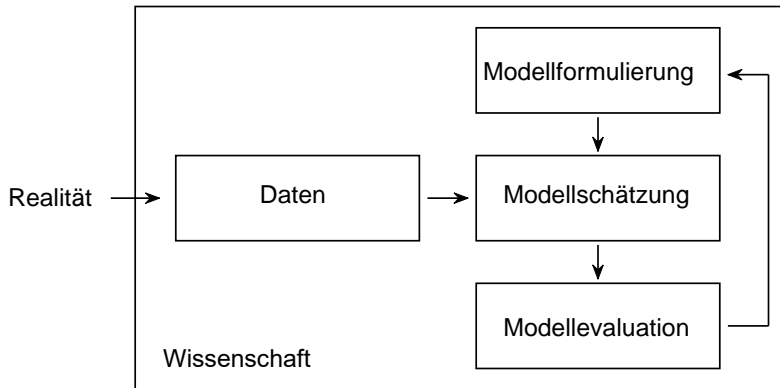 Modellformulierung
Realität
Daten
Modellschätzung
Modellevaluation
Wissenschaft